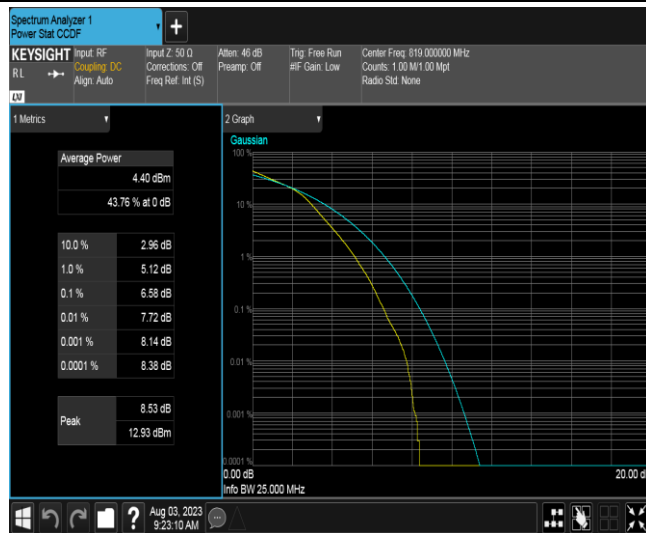 Spectrum Analyzer 1
Power Stat CCDF
+
KEYSIGHT
RL
Input: RF
Coupling: DC
Align: Auto
Input Z: 50 Ω
Corrections: Off
Freq Ref: Int (S)
Atten: 46 dB
Preamp: Off
Trig: Free Run
#IF Gain: Low
Center Freq: 819.000000 MHz
Counts: 1.00 M/1.00 Mpt
Radio Std: None
1 Metrics
Average Power
4.40 dBm
43.76 % at 0 dB
10.0 % 2.96 dB
1.0 % 5.12 dB
0.1 % 6.58 dB
0.01 % 7.72 dB
0.001 % 8.14 dB
0.0001 % 8.38 dB
Peak
8.53 dB
12.93 dBm
2 Graph
Gaussian
100 %
10 %
1 %
0.1 %
0.01 %
0.001 %
0.0001 %
0.00 dB
20.00 d
Info BW 25.000 MHz
?
Aug 03, 2023
9:23:10 AM